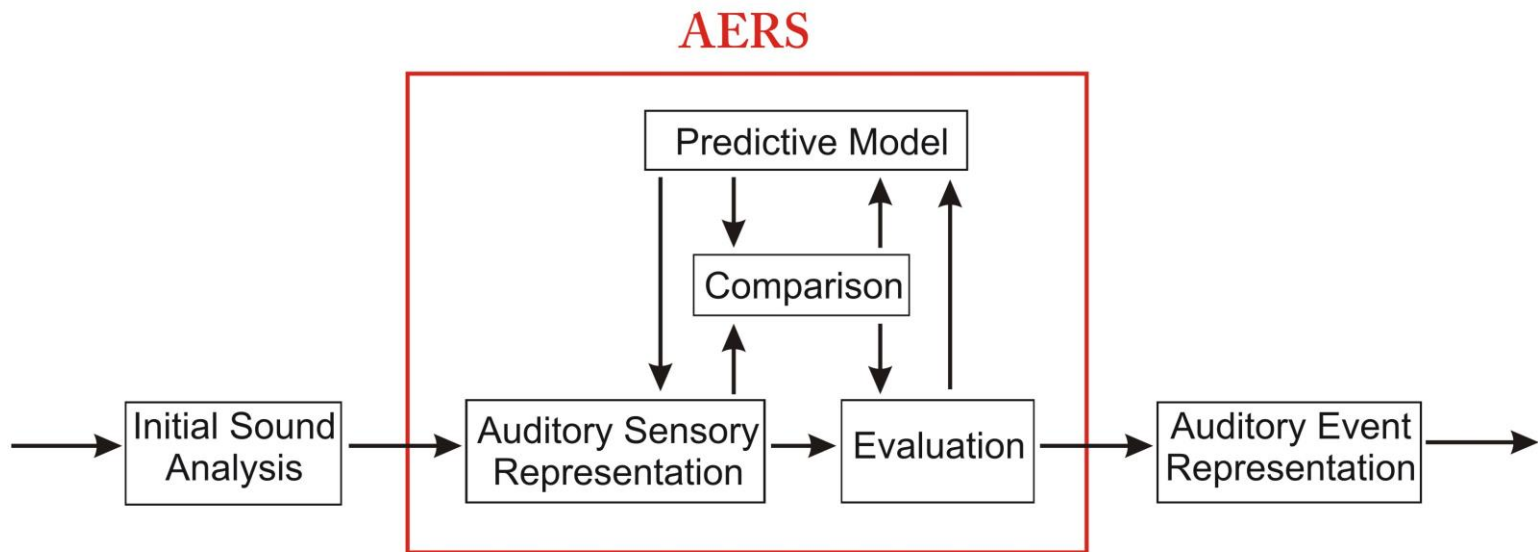 AERS
Predictive Model
Comparison
Initial Sound
Analysis
Auditory Sensory
Representation
Evaluation
Auditory Event
Representation